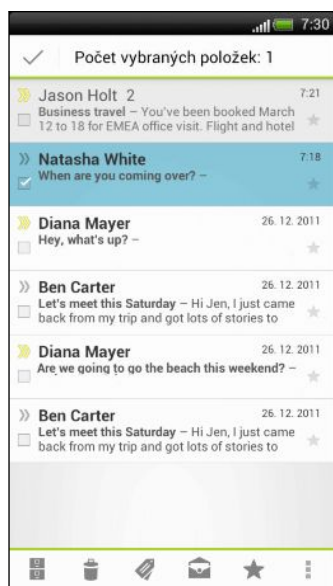 7:30
Počet vybraných položek: 1
Jason Holt 2 7:21
Business travel – You've been booked March
12 to 18 for EMEA office visit. Flight and hotel
Natasha White 7:18
When are you coming over? –
Diana Mayer 26. 12. 2011
Hey, what's up? –
Ben Carter 26. 12. 2011
Let's meet this Saturday – Hi Jen, I just came
back from my trip and got lots of stories to
Diana Mayer 26. 12. 2011
Are we going to go the beach this weekend? –
Ben Carter 26. 12. 2011
Let's meet this Saturday – Hi Jen, I just came
back from my trip and got lots of stories to